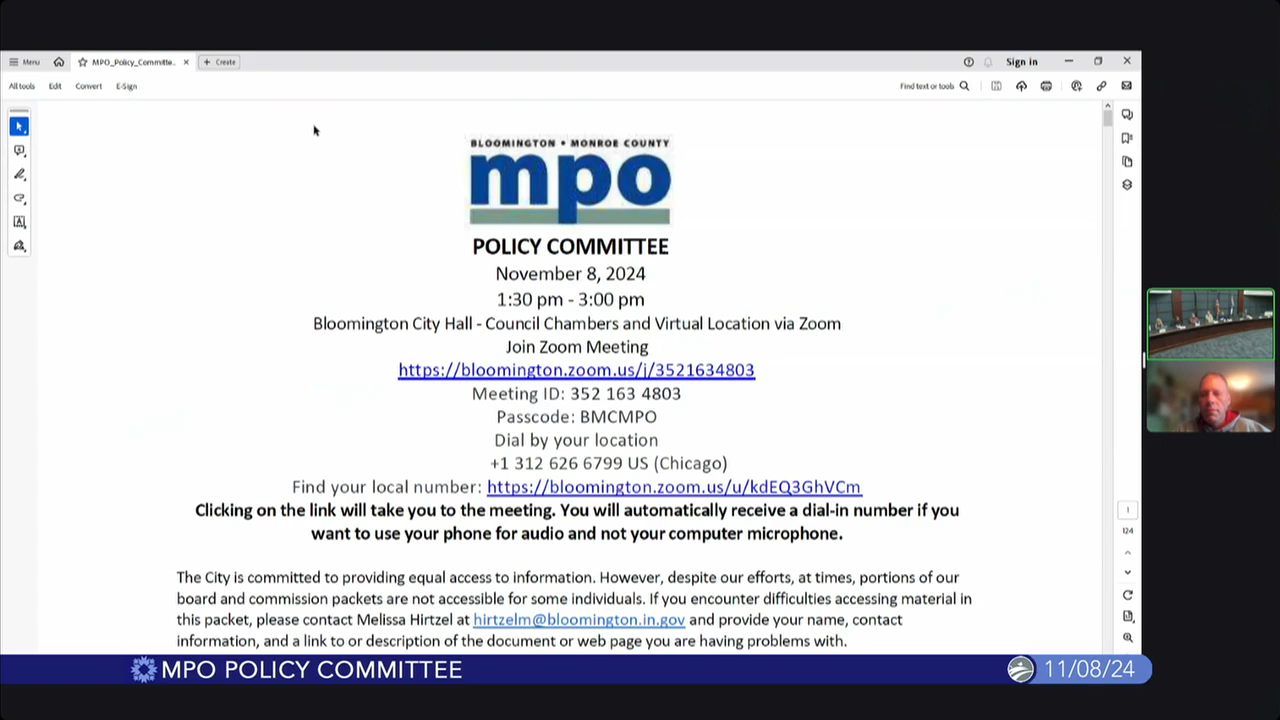 Menu
MPO_Policy_Committe...
Create
Sign in
All tools
Edit
Convert
E-Sign
Find text or tools
BLOOMINGTON • MONROE COUNTY
mpo
POLICY COMMITTEE
November 8, 2024
1:30 pm - 3:00 pm
Bloomington City Hall - Council Chambers and Virtual Location via Zoom
Join Zoom Meeting
https://bloomington.zoom.us/j/3521634803
Meeting ID: 352 163 4803
Passcode: BMCMPO
Dial by your location
+1 312 626 6799 US (Chicago)
Find your local number: https://bloomington.zoom.us/u/kdEQ3GhVCm
Clicking on the link will take you to the meeting. You will automatically receive a dial-in number if you
want to use your phone for audio and not your computer microphone.
The City is committed to providing equal access to information. However, despite our efforts, at times, portions of our
board and commission packets are not accessible for some individuals. If you encounter difficulties accessing material in
this packet, please contact Melissa Hirtzel at hirtzelm@bloomington.in.gov and provide your name, contact
information, and a link to or description of the document or web page you are having problems with.
1
124
MPO POLICY COMMITTEE
11/08/24